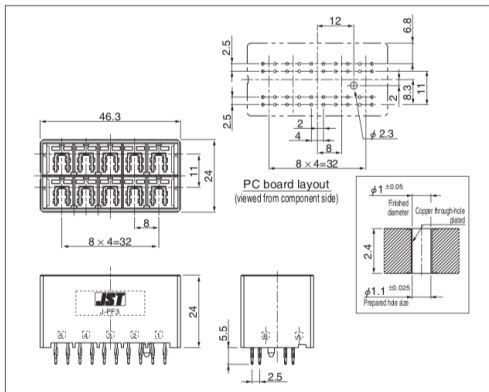 12
6.8
2.5
2
8.3
11
2.5
2
4
8
φ 2.3
8 × 4=32
PC board layout
(viewed from component side)
46.3
11
24
8
8 × 4=32
φ1 ±0.05
Finished
diameter
Copper through-hole
plated
2.4
φ1.1 ±0.025
Prepared hole size
JST
J-PF3
24
5.5
2.5